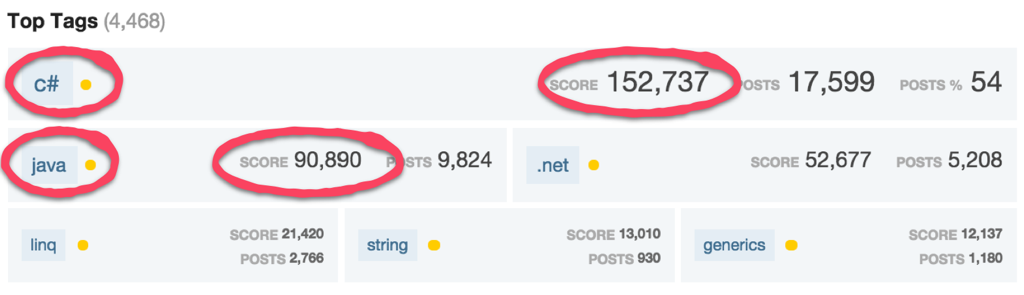 Top Tags (4,468)
c# SCORE 152,737 POSTS 17,599 POSTS % 54
java SCORE 90,890 POSTS 9,824 .net SCORE 52,677 POSTS 5,208
linq SCORE 21,420 string SCORE 13,010 generics SCORE 12,137
POSTS 2,766 POSTS 930 POSTS 1,180